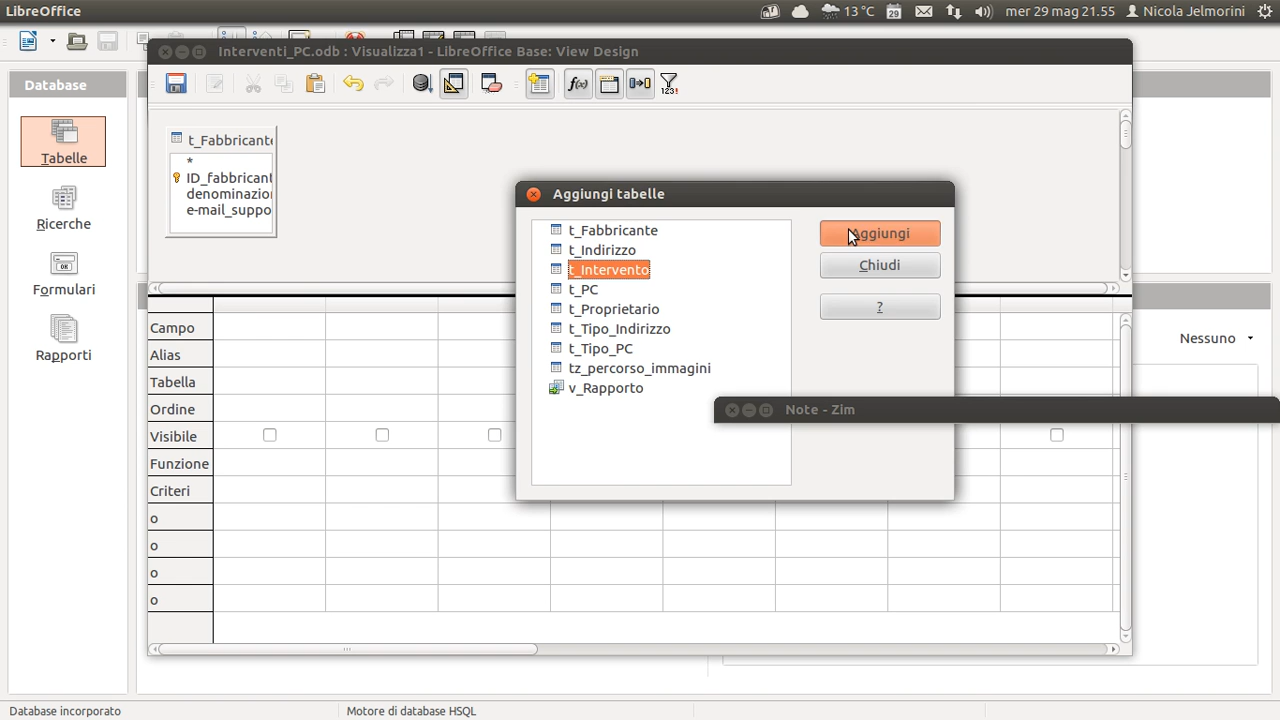 LibreOffice
13 °C
29
mer 29 mag 21.55
Nicola Jelmorini
Interventi_PC.odb : Visualizza1 - LibreOffice Base: View Design
Database
Tabelle
Ricerche
Formulari
Rapporti
f(x)
123!
t_Fabbricante
*
ID_fabbricant
denominazio
e-mail_suppo
Aggiungi tabelle
t_Fabbricante
t_Indirizzo
t_Intervento
t_PC
t_Proprietario
t_Tipo_Indirizzo
t_Tipo_PC
tz_percorso_immagini
v_Rapporto
Aggiungi
Chiudi
?
Note - Zim
Nessuno
Campo
Alias
Tabella
Ordine
Visibile
Funzione
Criteri
o
o
o
o
Database incorporato
Motore di database HSQL